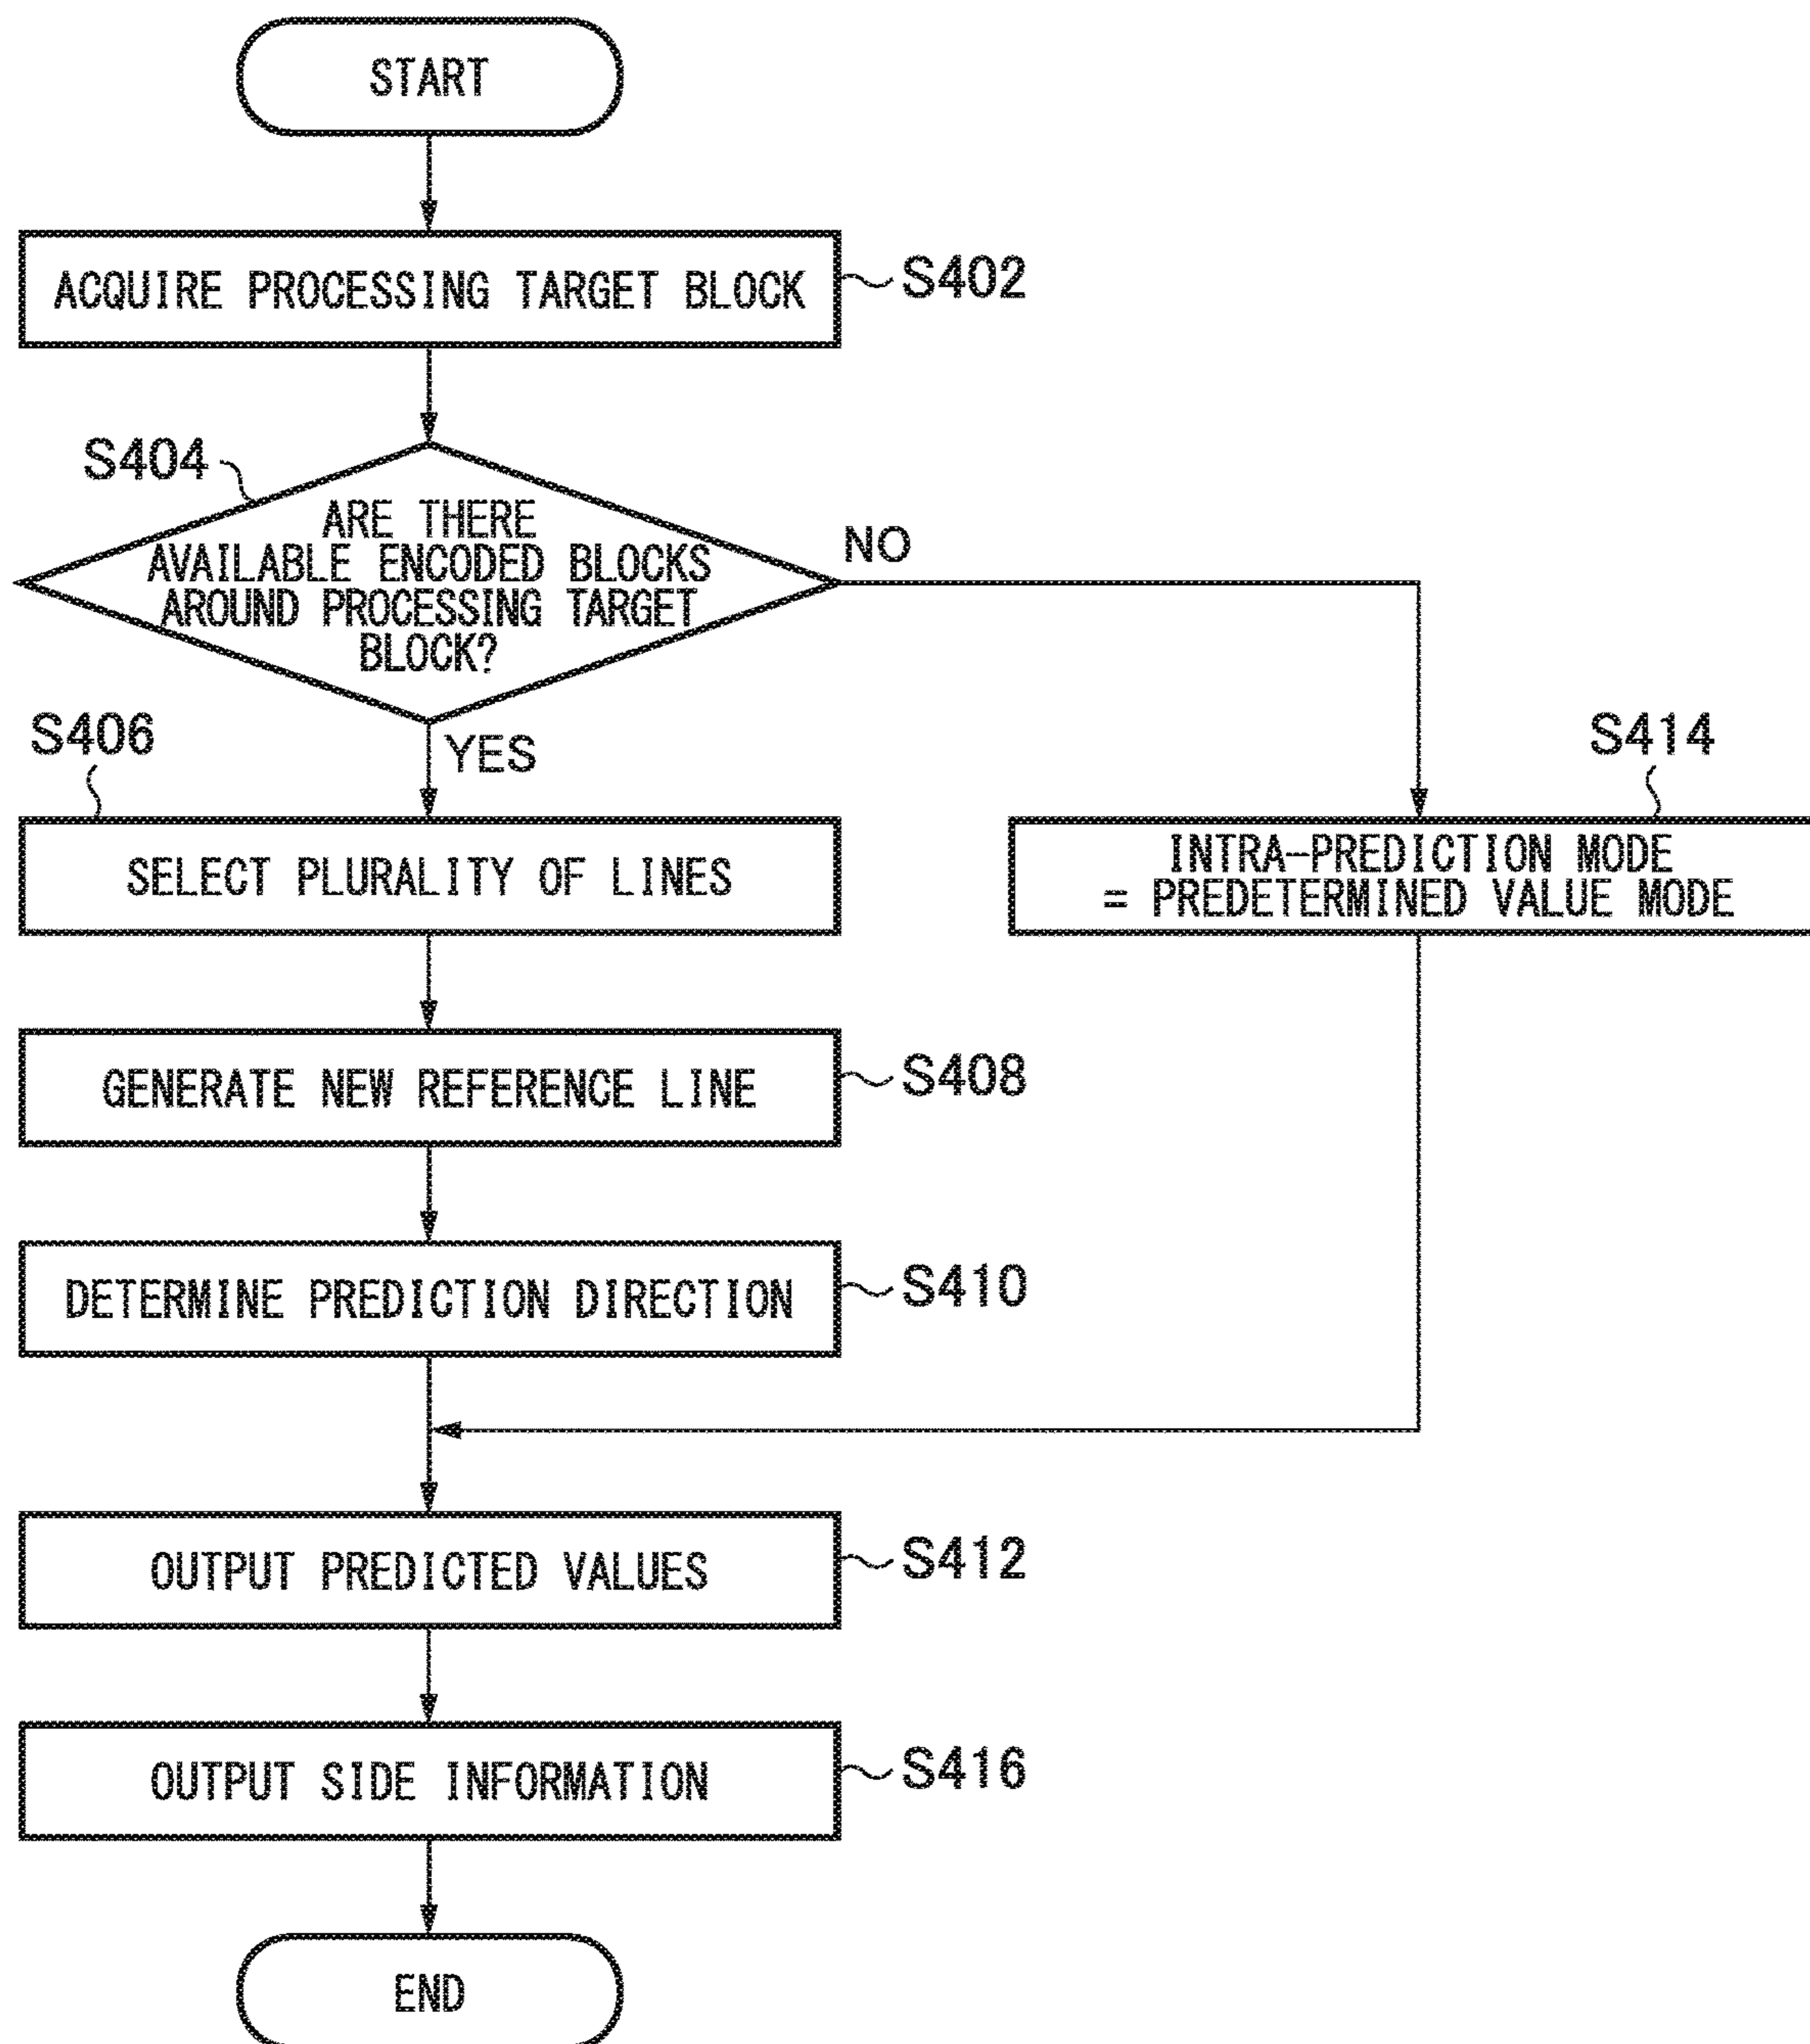 START
ACQUIRE PROCESSING TARGET BLOCK
S402
S404
ARE THERE
AVAILABLE ENCODED BLOCKS
AROUND PROCESSING TARGET
BLOCK?
NO
YES
S406
SELECT PLURALITY OF LINES
S414
INTRA-PREDICTION MODE
= PREDETERMINED VALUE MODE
GENERATE NEW REFERENCE LINE
S408
DETERMINE PREDICTION DIRECTION
S410
OUTPUT PREDICTED VALUES
S412
OUTPUT SIDE INFORMATION
S416
END